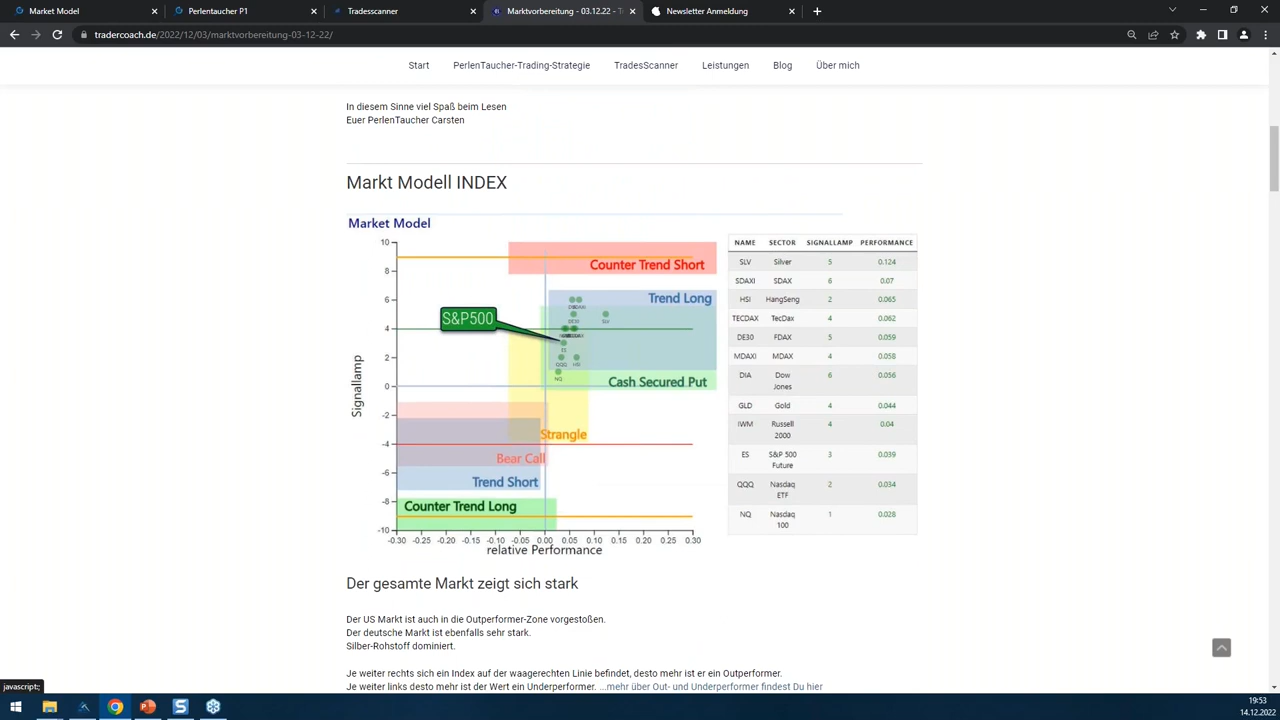 Market Model
Perlentaucher P1
Tradesscanner
Marktvorbereitung - 03.12.22 - T
Newsletter Anmeldung
tradercoach.de/2022/12/03/marktvorbereitung-03-12-22/
Start PerlenTaucher-Trading-Strategie TradesScanner Leistungen Blog Über mich
In diesem Sinne viel Spaß beim Lesen
Euer PerlenTaucher Carsten
Markt Modell INDEX
Market Model
10
8
6
4
2
0
-2
-4
-6
-8
-10
Signallamp
Counter Trend Short
Trend Long
S&P500
DE30
SLV
ES
QQQ HSI
NQ
Cash Secured Put
Strangle
Bear Call
Trend Short
Counter Trend Long
-0.30 -0.25 -0.20 -0.15 -0.10 -0.05 0.00 0.05 0.10 0.15 0.20 0.25 0.30
relative Performance
NAME SECTOR SIGNALLAMP PERFORMANCE
SLV Silver 5 0.124
SDAXI SDAX 6 0.07
HSI HangSeng 2 0.065
TECDAX TecDax 4 0.062
DE30 FDAX 5 0.059
MDAXI MDAX 4 0.058
DIA Dow Jones 6 0.056
GLD Gold 4 0.044
IWM Russell 2000 4 0.04
ES S&P 500 Future 3 0.039
QQQ Nasdaq ETF 2 0.034
NQ Nasdaq 100 1 0.028
Der gesamte Markt zeigt sich stark
Der US Markt ist auch in die Outperformer-Zone vorgestoßen.
Der deutsche Markt ist ebenfalls sehr stark.
Silber-Rohstoff dominiert.
Je weiter rechts sich ein Index auf der waagerechten Linie befindet, desto mehr ist er ein Outperformer.
Je weiter links desto mehr ist der Wert ein Underperformer. ...mehr über Out- und Underperformer findest Du hier
javascript:;
19:53
14.12.2022